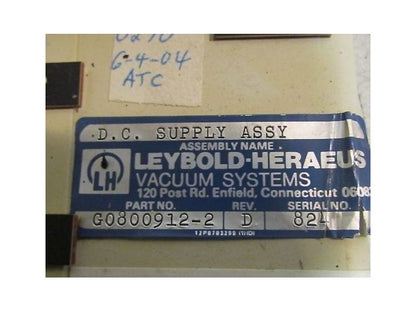 6-4-04
ATC
D.C. SUPPLY ASSY
ASSEMBLY NAME
LH
LEYBOLD-HERAEUS
VACUUM SYSTEMS
120 Post Rd. Enfield, Connecticut
PART NO. REV. SERIAL NO.
G0800912-2 D 824